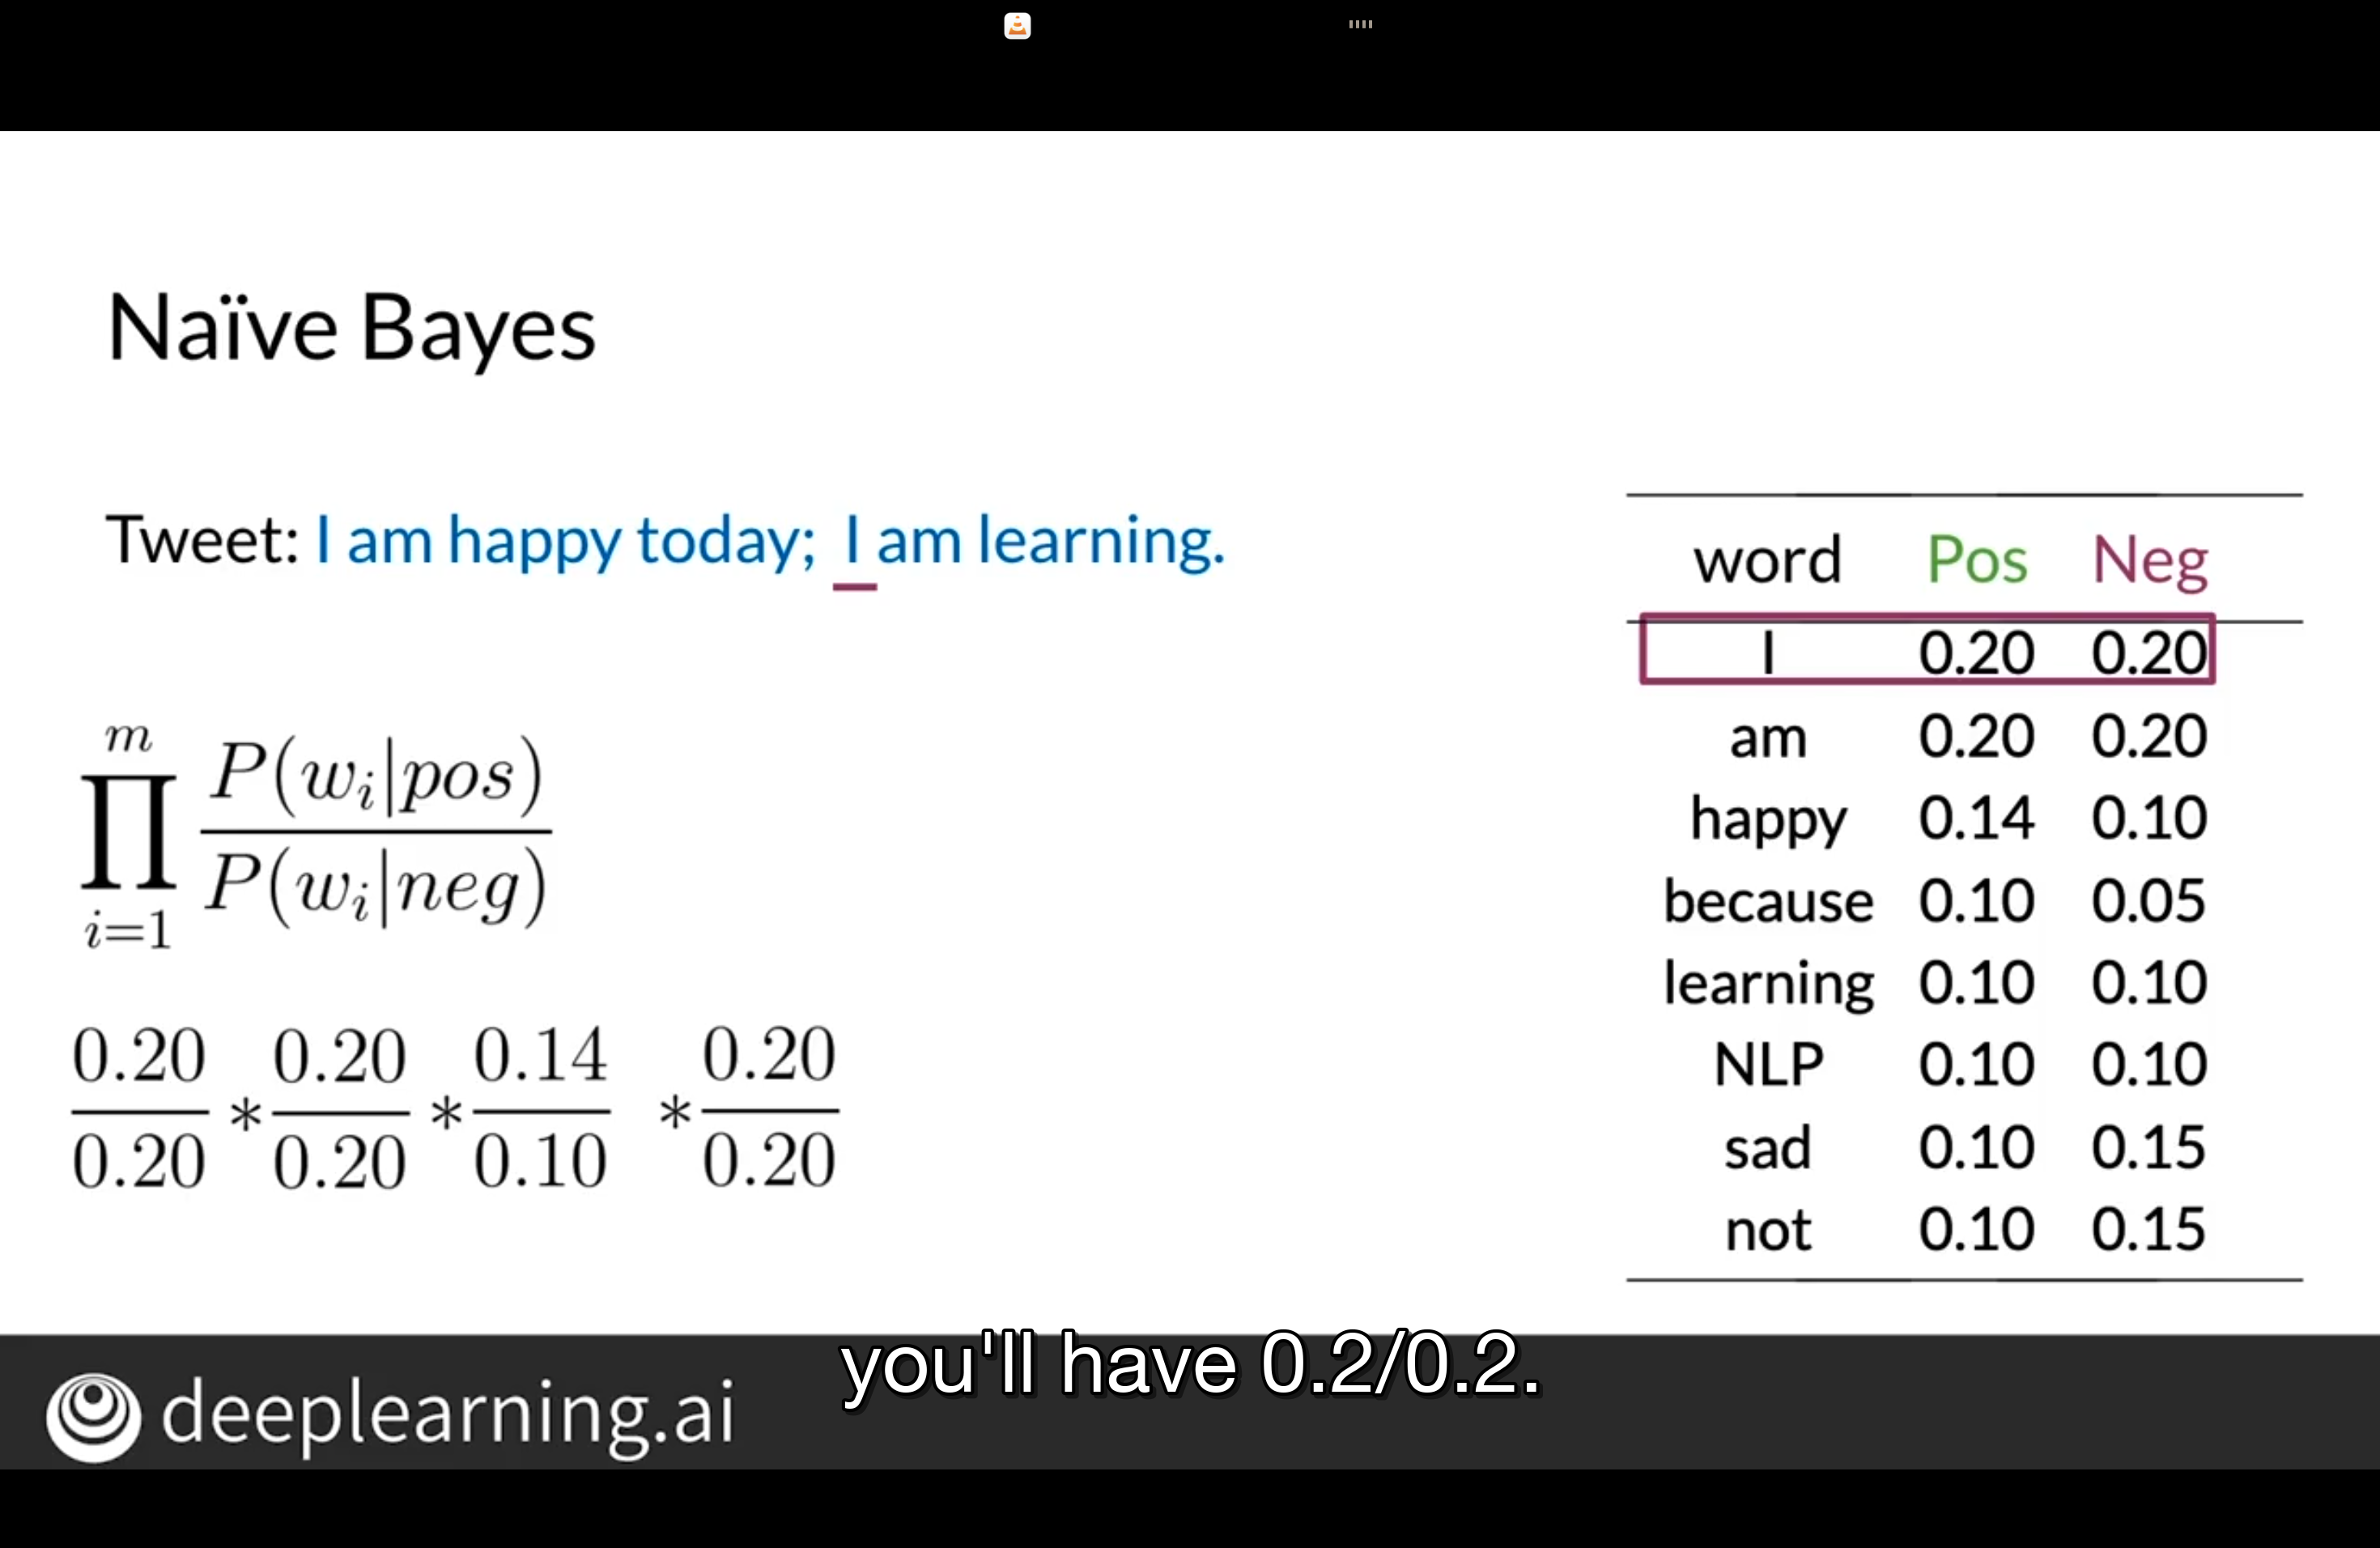 Naïve Bayes
Tweet: I am happy today; I am learning.
m
∏ P(w_i|pos) / P(w_i|neg)
i=1
0.20/0.20 * 0.20/0.20 * 0.14/0.10 * 0.20/0.20
word Pos Neg
I 0.20 0.20
am 0.20 0.20
happy 0.14 0.10
because 0.10 0.05
learning 0.10 0.10
NLP 0.10 0.10
sad 0.10 0.15
not 0.10 0.15
you'll have 0.2/0.2.
deeplearning.ai